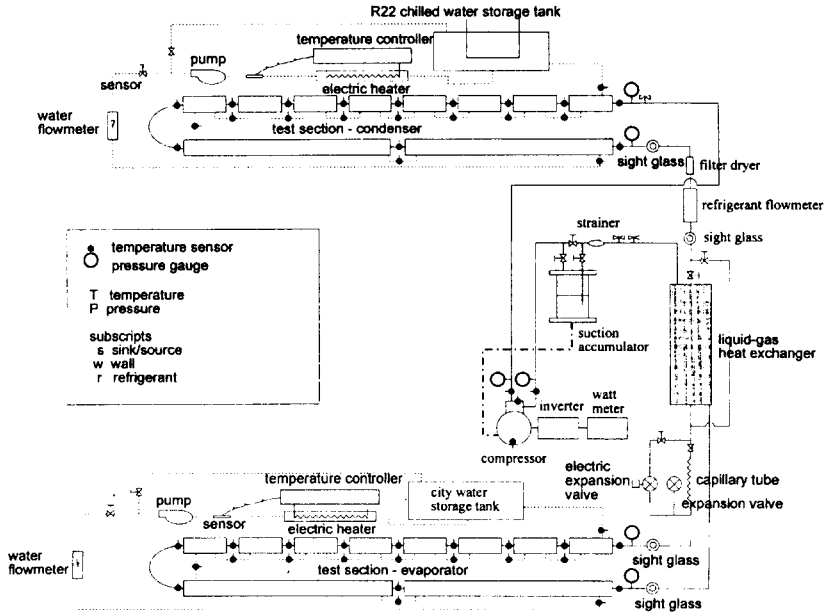 R22 chilled water storage tank
temperature controller
pump
sensor
electric heater
water
flowmeter
7
test section - condenser
sight glass
filter dryer
refrigerant flowmeter
strainer
sight glass
temperature sensor
pressure gauge
T temperature
P pressure
subscripts
s sink/source
w wall
r refrigerant
suction
accumulator
liquid-gas
heat exchanger
inverter
watt
meter
compressor
electric
expansion
valve
capillary tube
expansion valve
temperature controller
city water
storage tank
pump
sensor
electric heater
water
flowmeter
test section - evaporator
sight glass
sight glass